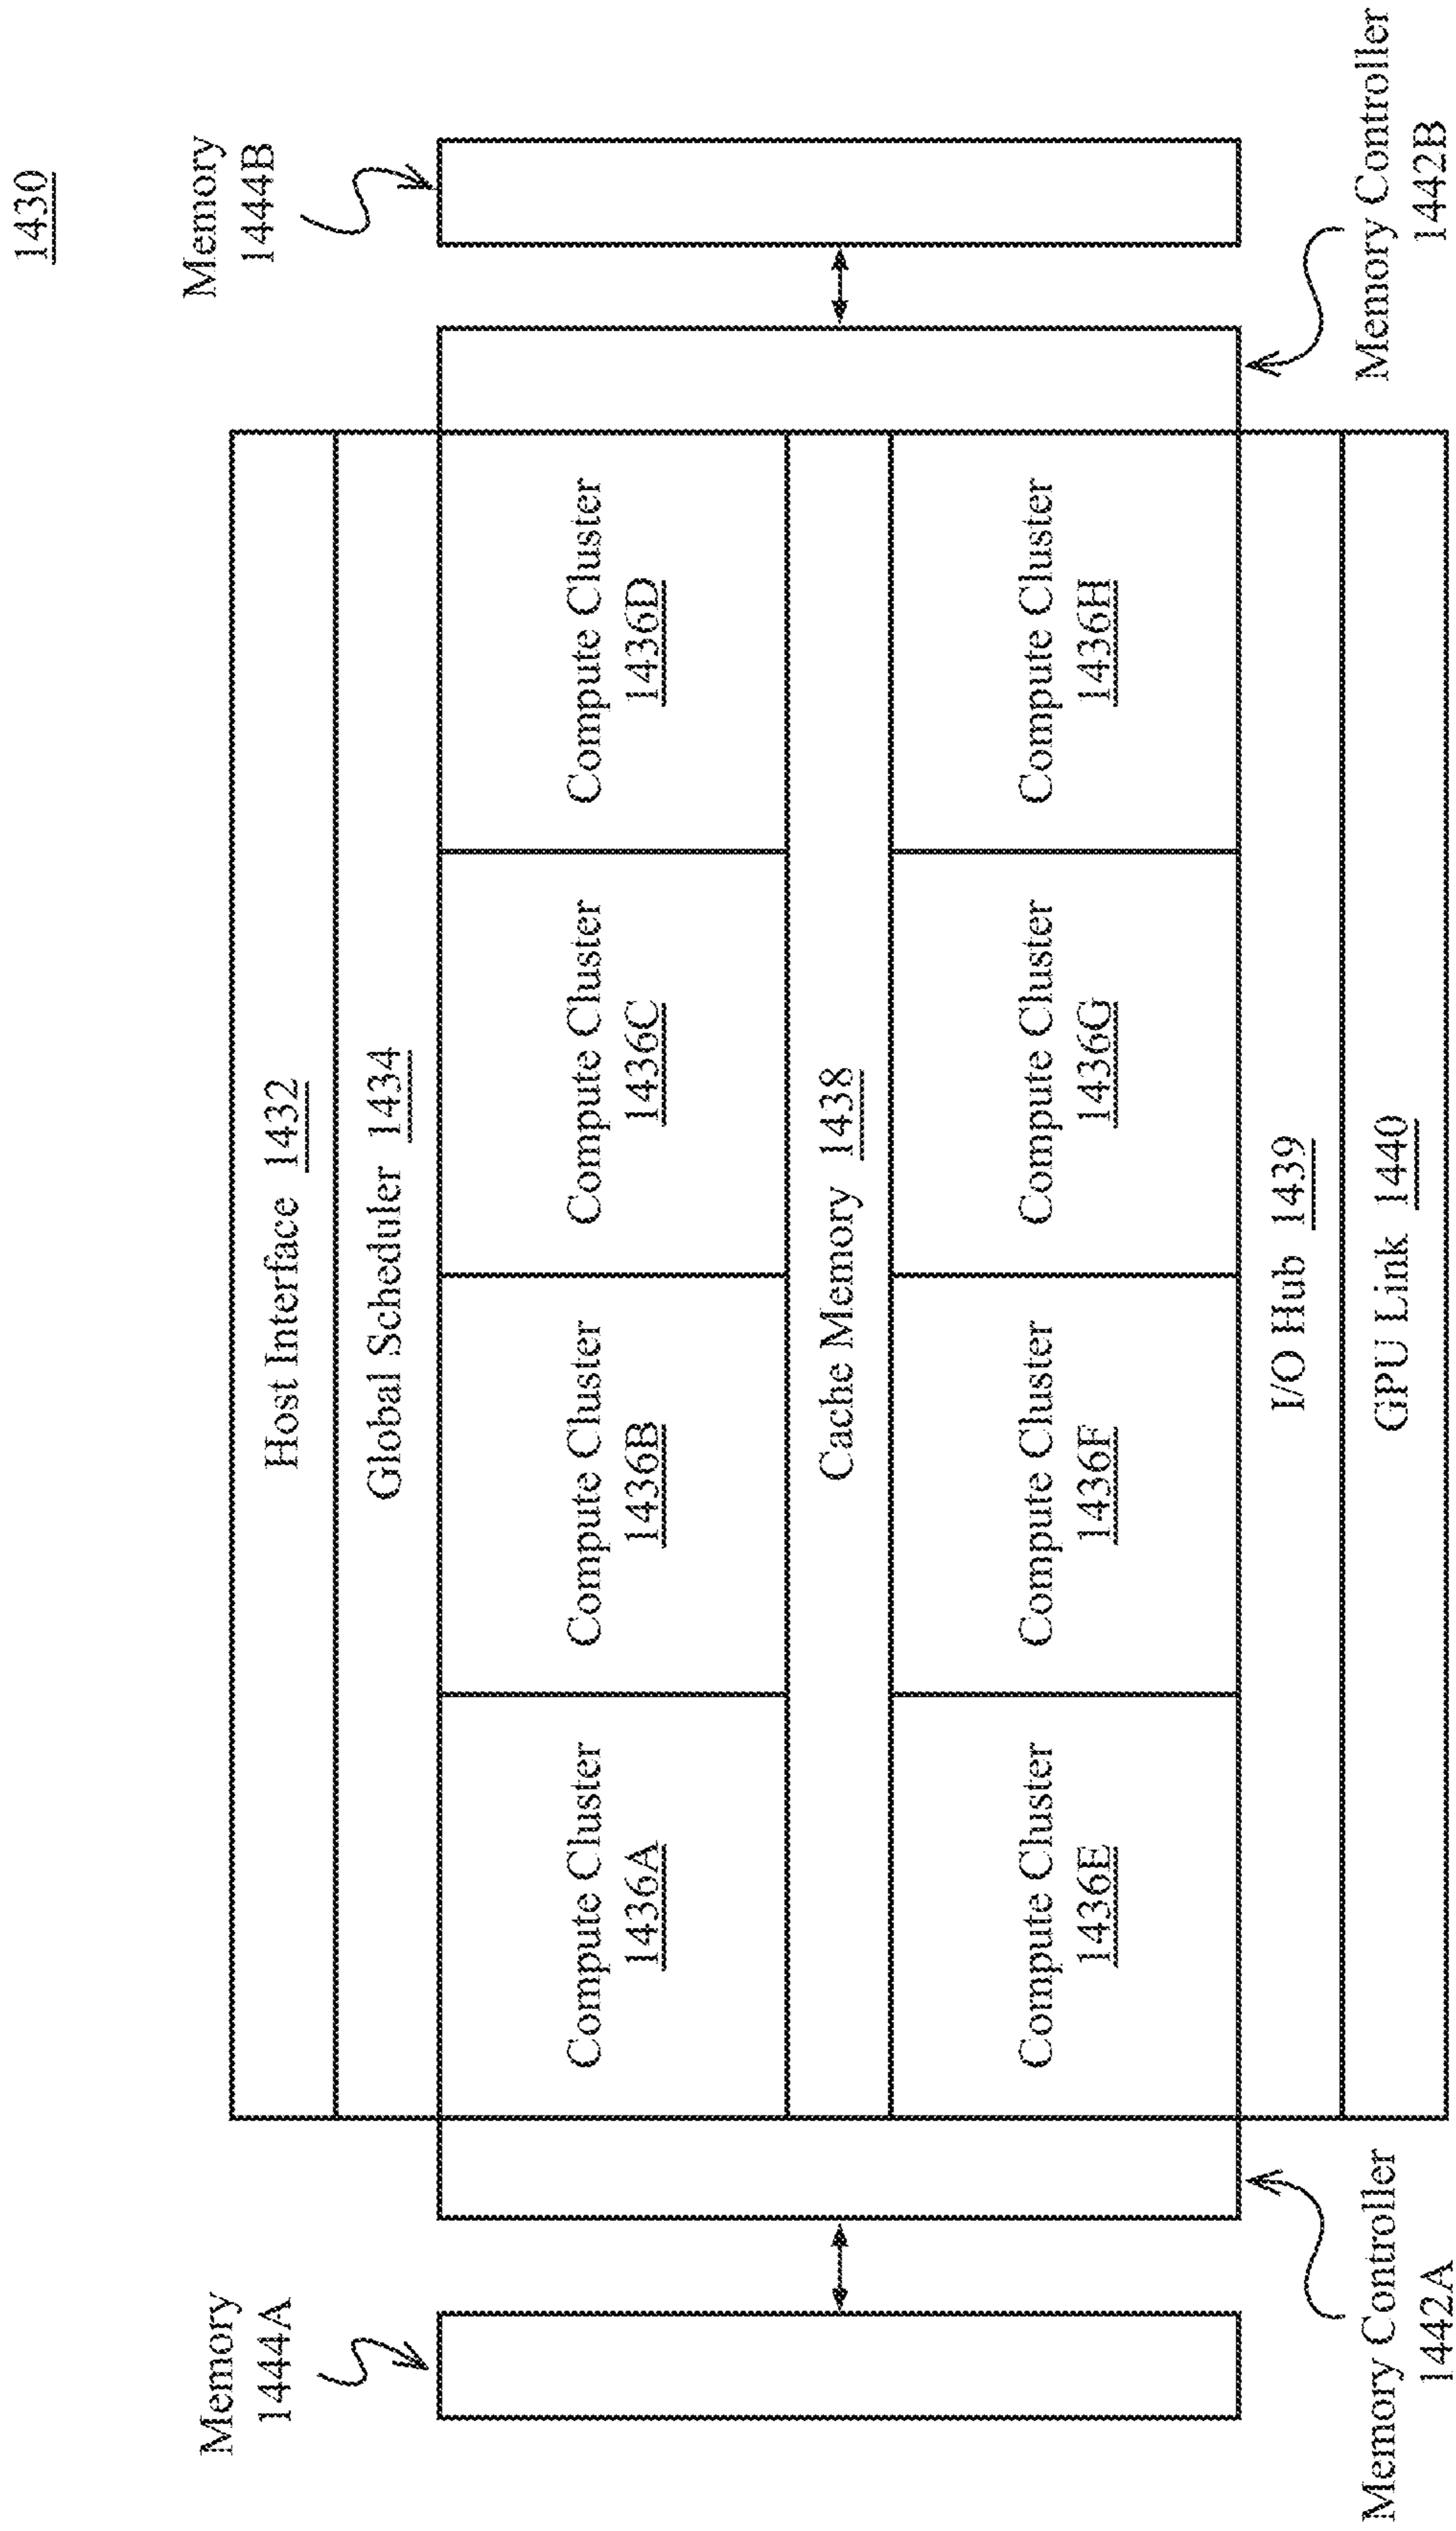 1430
Memory
1444A
Memory
1444B
Host Interface 1432
Global Scheduler 1434
Compute Cluster
1436A
Compute Cluster
1436B
Compute Cluster
1436C
Compute Cluster
1436D
Cache Memory 1438
Compute Cluster
1436E
Compute Cluster
1436F
Compute Cluster
1436G
Compute Cluster
1436H
I/O Hub 1439
GPU Link 1440
Memory Controller
1442A
Memory Controller
1442B